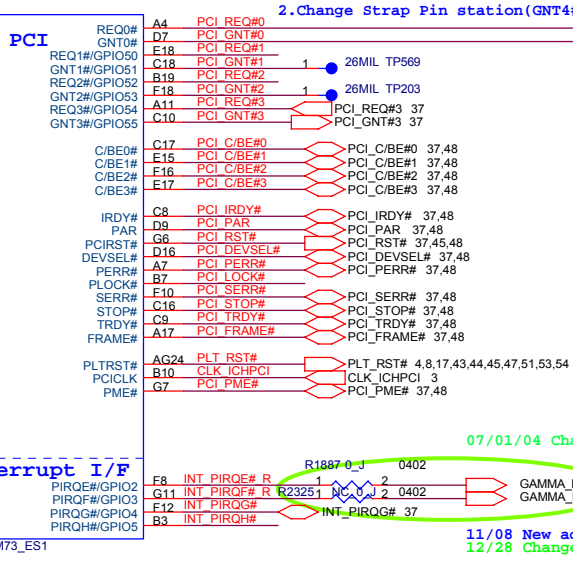 2.Change Strap Pin station(GNT4#
PCI
REQ0# A4 PCI_REQ#0
GNT0# D7 PCI_GNT#0
REQ1#/GPIO50 E18 PCI_REQ#1
GNT1#/GPIO51 C18 PCI_GNT#1 1 26MIL TP569
REQ2#/GPIO52 B19 PCI_REQ#2
GNT2#/GPIO53 F18 PCI_GNT#2 1 26MIL TP203
REQ3#/GPIO54 A11 PCI_REQ#3 PCI_REQ#3 37
GNT3#/GPIO55 C10 PCI_GNT#3 PCI_GNT#3 37
C/BE0# C17 PCI_C/BE#0 PCI_C/BE#0 37,48
C/BE1# E15 PCI_C/BE#1 PCI_C/BE#1 37,48
C/BE2# F16 PCI_C/BE#2 PCI_C/BE#2 37,48
C/BE3# E17 PCI_C/BE#3 PCI_C/BE#3 37,48
IRDY# C8 PCI_IRDY# PCI_IRDY# 37,48
PAR D9 PCI_PAR PCI_PAR 37,48
PCIRST# G6 PCI_RST# PCI_RST# 37,45,48
DEVSEL# D16 PCI_DEVSEL# PCI_DEVSEL# 37,48
PERR# A7 PCI_PERR# PCI_PERR# 37,48
PLOCK# B7 PCI_LOCK#
SERR# F10 PCI_SERR# PCI_SERR# 37,48
STOP# C16 PCI_STOP# PCI_STOP# 37,48
TRDY# C9 PCI_TRDY# PCI_TRDY# 37,48
FRAME# A17 PCI_FRAME# PCI_FRAME# 37,48
PLTRST# AG24 PLT_RST# PLT_RST# 4,8,17,43,44,45,47,51,53,54
PCICLK B10 CLK_ICHPCI CLK_ICHPCI 3
PME# G7 PCI_PME# PCI_PME# 37,48
07/01/04 Cha
errupt I/F
R1887 0_J 0402
PIRQE#/GPIO2 F8 INT_PIRQE#_R 1 2 GAMMA_
PIRQF#/GPIO3 G11 INT_PIRQF#_R R2325 1 NC_0_J 2 0402 GAMMA_
PIRQG#/GPIO4 F12 INT_PIRQG# INT_PIRQG# 37
PIRQH#/GPIO5 B3 INT_PIRQH#
11/08 New ad
M73_ES1
12/28 Change